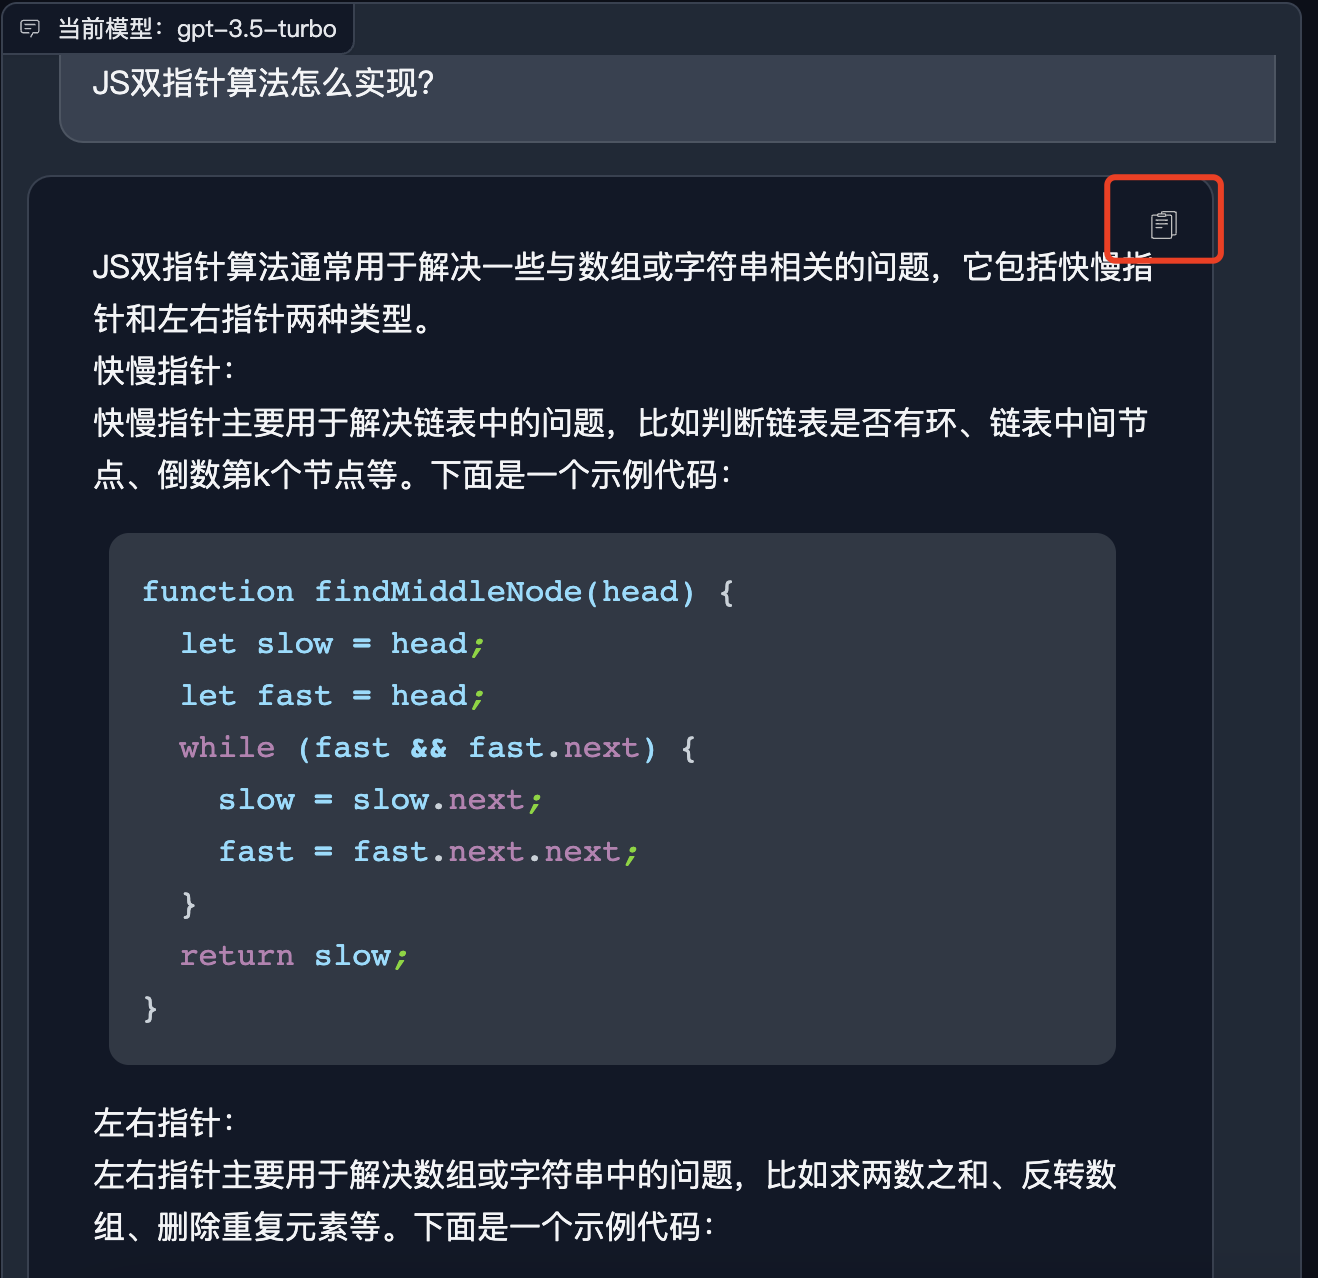 当前模型：gpt-3.5-turbo
JS双指针算法怎么实现?
JS双指针算法通常用于解决一些与数组或字符串相关的问题，它包括快慢指
针和左右指针两种类型。
快慢指针：
快慢指针主要用于解决链表中的问题，比如判断链表是否有环、链表中间节
点、倒数第k个节点等。下面是一个示例代码：
function findMiddleNode(head) {
  let slow = head;
  let fast = head;
  while (fast && fast.next) {
    slow = slow.next;
    fast = fast.next.next;
  }
  return slow;
}
左右指针：
左右指针主要用于解决数组或字符串中的问题，比如求两数之和、反转数
组、删除重复元素等。下面是一个示例代码：